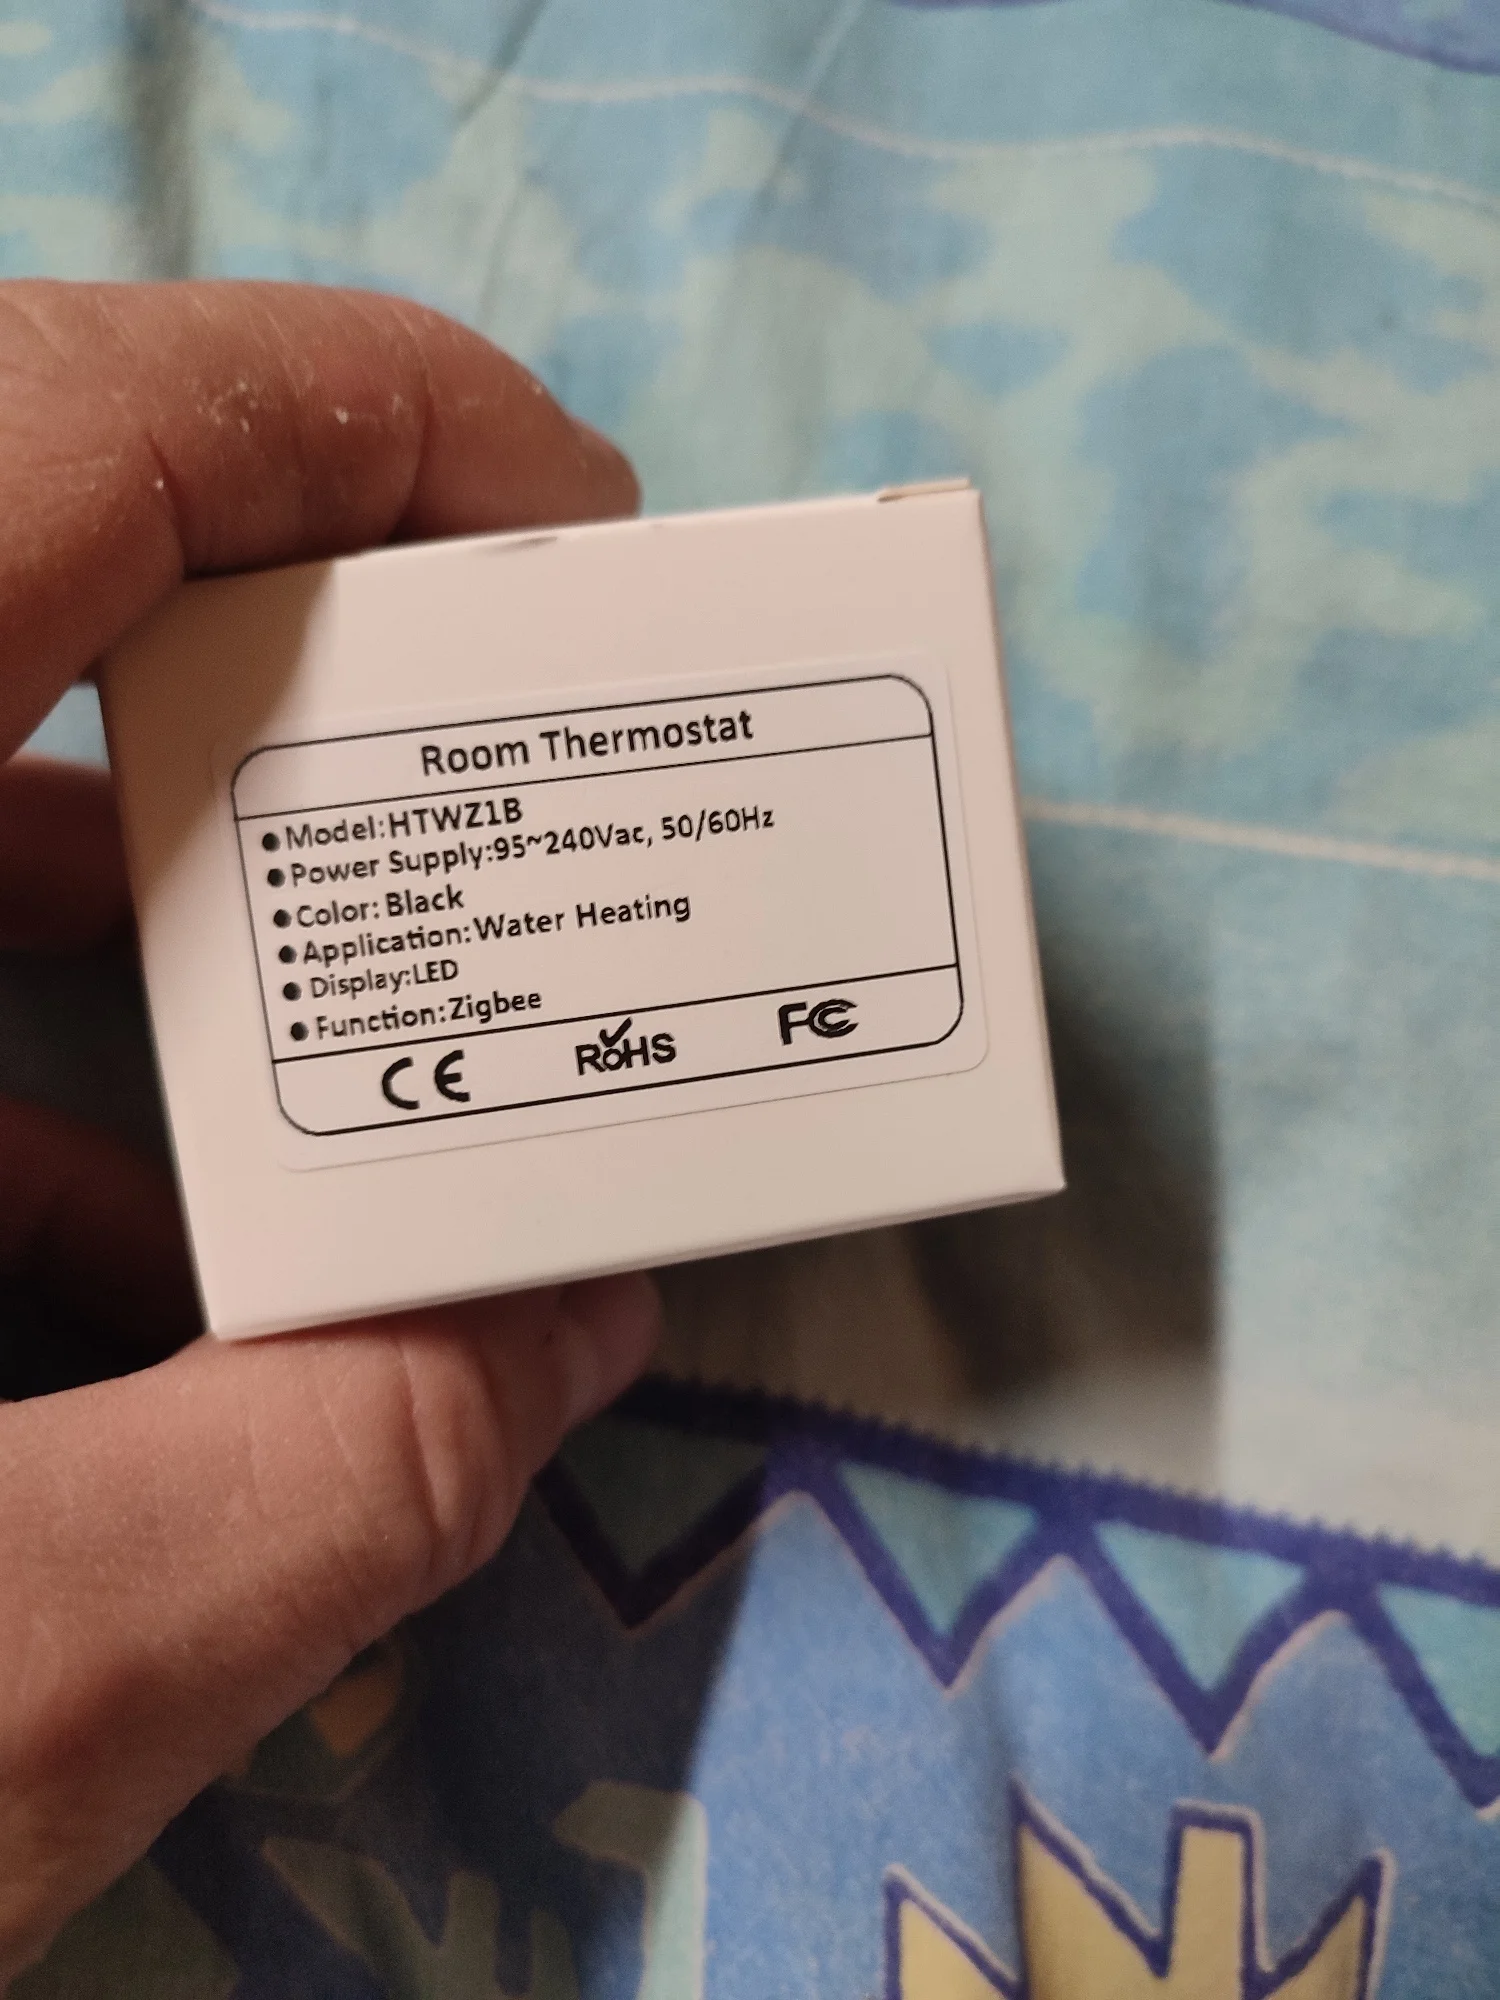 Room Thermostat
● Model:HTWZ1B
● Power Supply:95~240Vac, 50/60Hz
● Color: Black
● Application:Water Heating
● Display:LED
● Function:Zigbee
CE RoHS FC